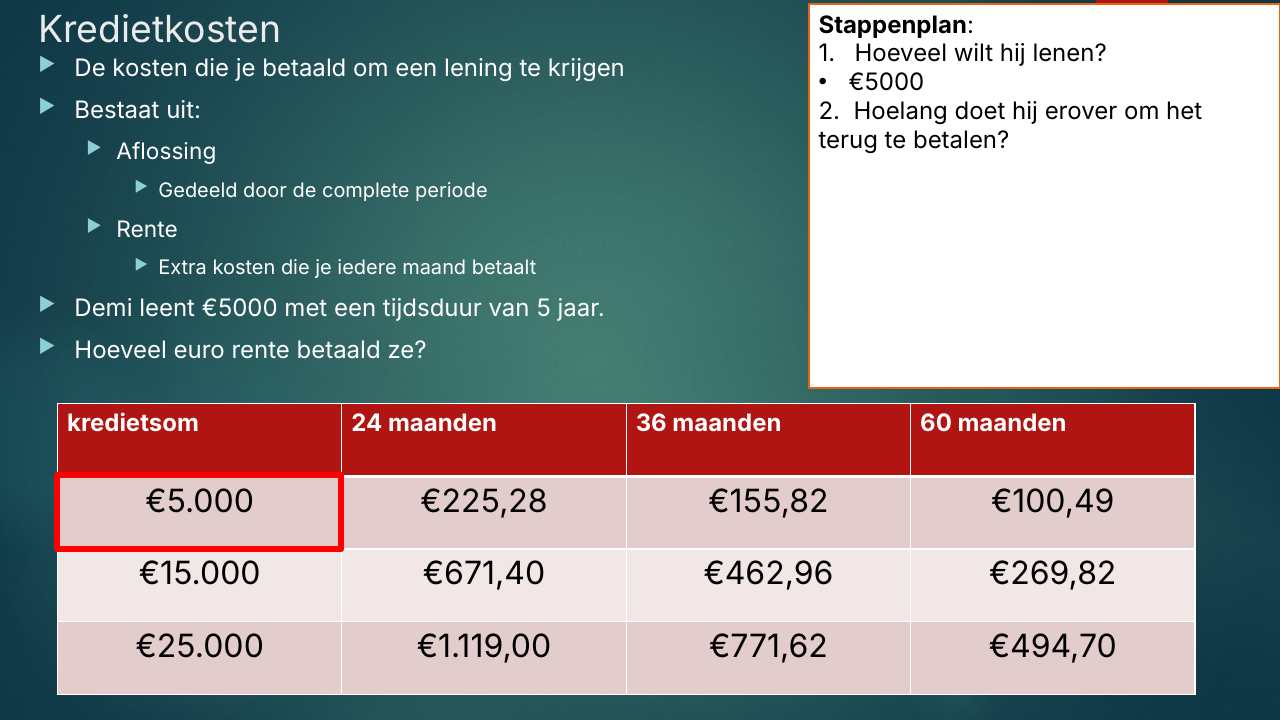 Kredietkosten
De kosten die je betaald om een lening te krijgen
Bestaat uit:
Aflossing
Gedeeld door de complete periode
Rente
Extra kosten die je iedere maand betaalt
Demi leent €5000 met een tijdsduur van 5 jaar.
Hoeveel euro rente betaald ze?
Stappenplan:
1. Hoeveel wilt hij lenen?
• €5000
2. Hoelang doet hij erover om het
terug te betalen?
kredietsom 24 maanden 36 maanden 60 maanden
€5.000 €225,28 €155,82 €100,49
€15.000 €671,40 €462,96 €269,82
€25.000 €1.119,00 €771,62 €494,70